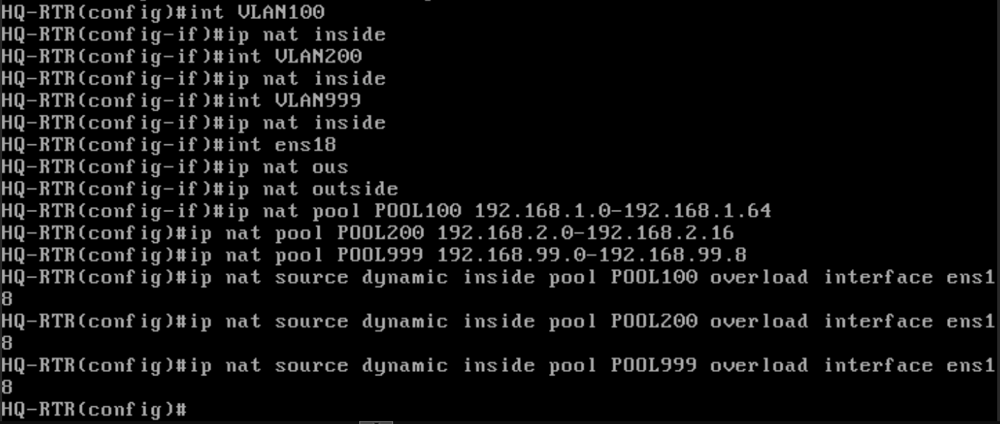 HQ-RTR(config)#int VLAN100
HQ-RTR(config-if)#ip nat inside
HQ-RTR(config-if)#int VLAN200
HQ-RTR(config-if)#ip nat inside
HQ-RTR(config-if)#int VLAN999
HQ-RTR(config-if)#ip nat inside
HQ-RTR(config-if)#int ens18
HQ-RTR(config-if)#ip nat ous
HQ-RTR(config-if)#ip nat outside
HQ-RTR(config-if)#ip nat pool POOL100 192.168.1.0-192.168.1.64
HQ-RTR(config)#ip nat pool POOL200 192.168.2.0-192.168.2.16
HQ-RTR(config)#ip nat pool POOL999 192.168.99.0-192.168.99.8
HQ-RTR(config)#ip nat source dynamic inside pool POOL100 overload interface ens1
8
HQ-RTR(config)#ip nat source dynamic inside pool POOL200 overload interface ens1
8
HQ-RTR(config)#ip nat source dynamic inside pool POOL999 overload interface ens1
8
HQ-RTR(config)#